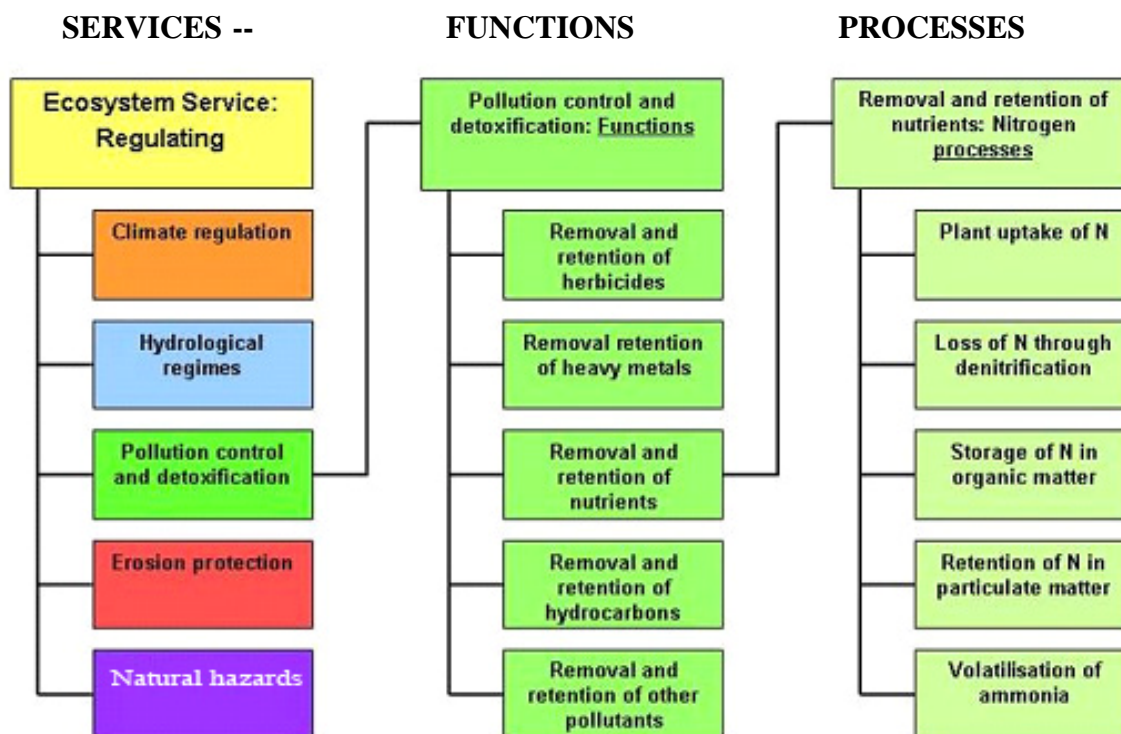 SERVICES --
FUNCTIONS
PROCESSES
Ecosystem Service:
Regulating
Climate regulation
Hydrological
regimes
Pollution control
and detoxification
Erosion protection
Natural hazards
Pollution control and
detoxification: Functions
Removal and
retention of
herbicides
Removal retention
of heavy metals
Removal and
retention of
nutrients
Removal and
retention of
hydrocarbons
Removal and
retention of other
pollutants
Removal and retention of
nutrients: Nitrogen
processes
Plant uptake of N
Loss of N through
denitrification
Storage of N in
organic matter
Retention of N in
particulate matter
Volatilisation of
ammonia